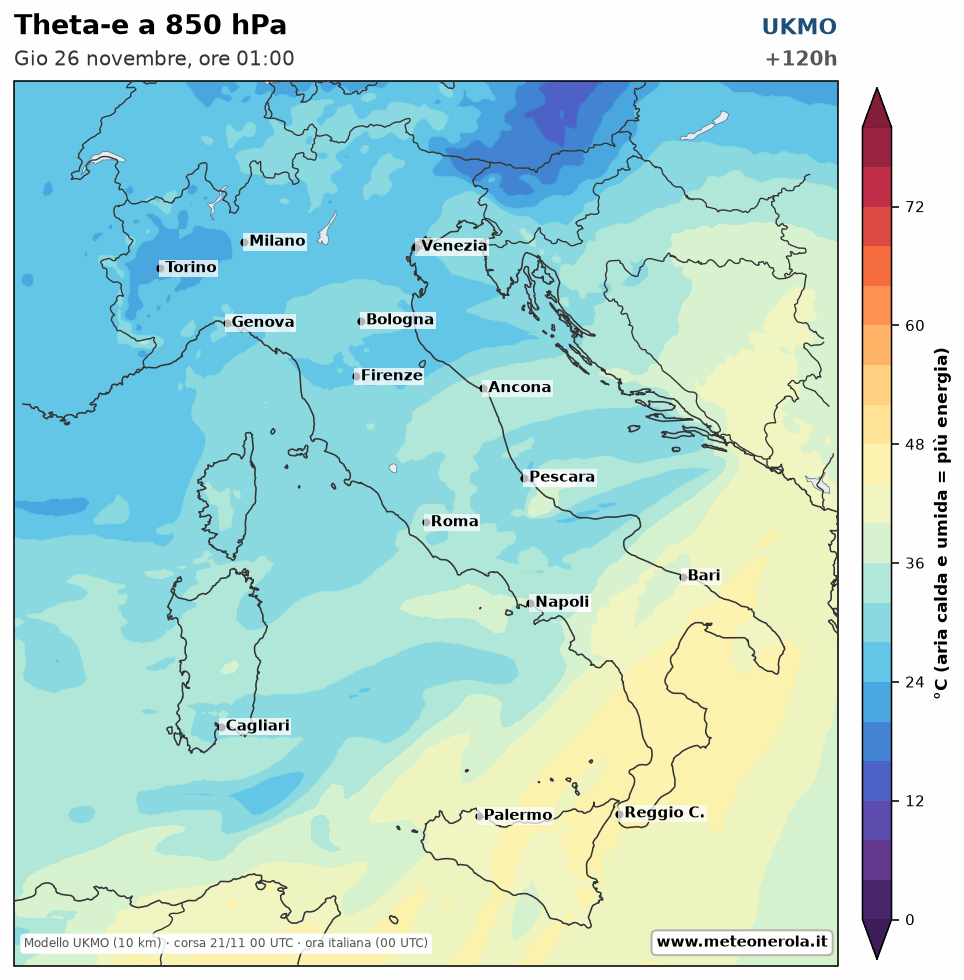 Theta-e a 850 hPa
UKMO
Gio 26 novembre, ore 01:00
+120h
Milano
Venezia
Torino
Genova
Bologna
Firenze
Ancona
Pescara
Roma
Bari
Napoli
Cagliari
Palermo
Reggio C.
72
60
48
36
24
12
0
°C (aria calda e umida = più energia)
Modello UKMO (10 km) · corsa 21/11 00 UTC · ora italiana (00 UTC)
www.meteonerola.it